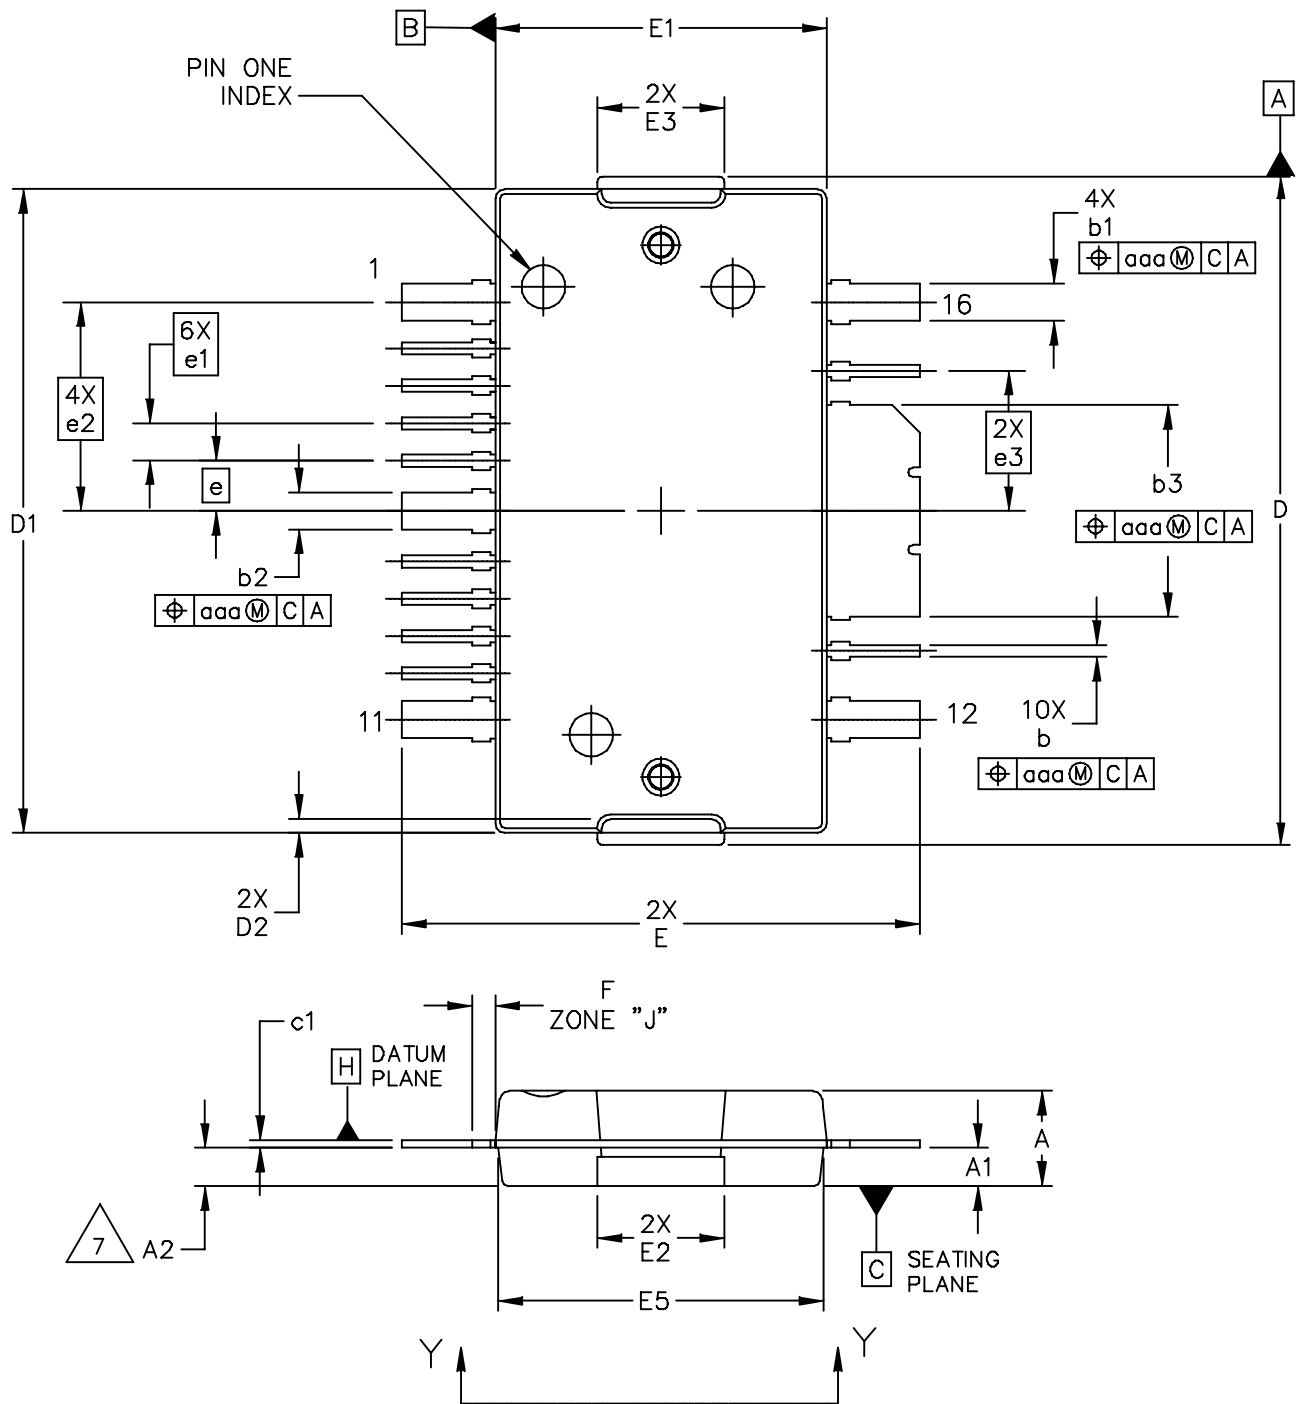 B
E1
PIN ONE
INDEX
2X
E3
A
4X
b1
⌖ aaa Ⓜ C A
1
16
6X
e1
4X
e2
2X
e3
e
b3
⌖ aaa Ⓜ C A
D1
D
b2
⌖ aaa Ⓜ C A
11
12
10X
b
⌖ aaa Ⓜ C A
2X
D2
2X
E
F
ZONE "J"
c1
H
DATUM
PLANE
A
A1
7
A2
2X
E2
C
SEATING
PLANE
E5
Y
Y